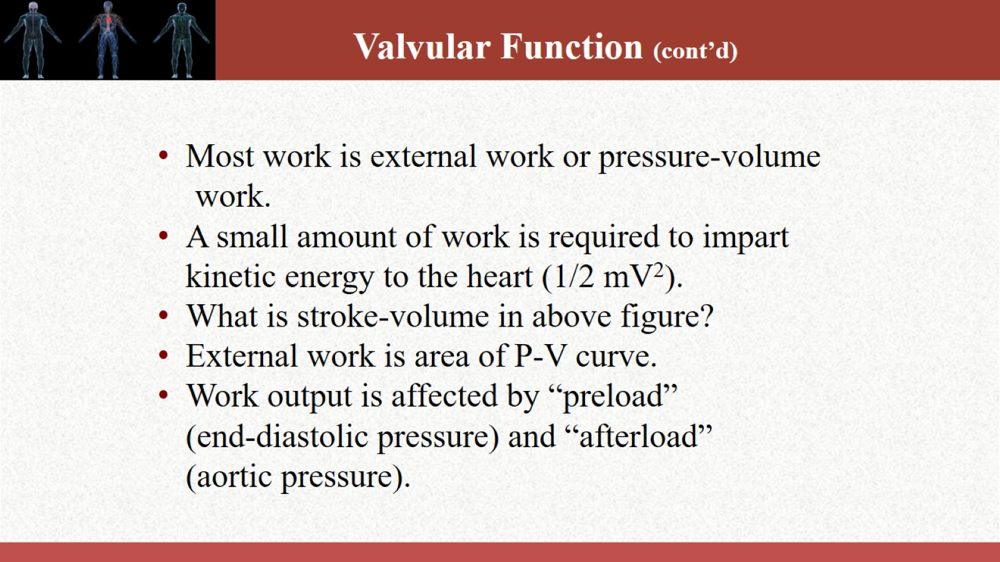 Valvular Function (cont’d)
• Most work is external work or pressure-volume
work.
• A small amount of work is required to impart
kinetic energy to the heart (1/2 mV²).
• What is stroke-volume in above figure?
• External work is area of P-V curve.
• Work output is affected by “preload”
(end-diastolic pressure) and “afterload”
(aortic pressure).